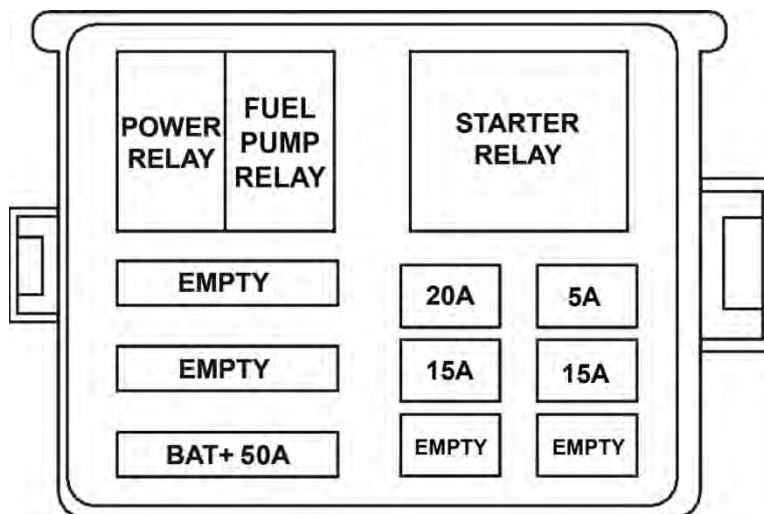 POWER
RELAY
FUEL
PUMP
RELAY
STARTER
RELAY
EMPTY
20A
5A
EMPTY
15A
15A
BAT+ 50A
EMPTY
EMPTY